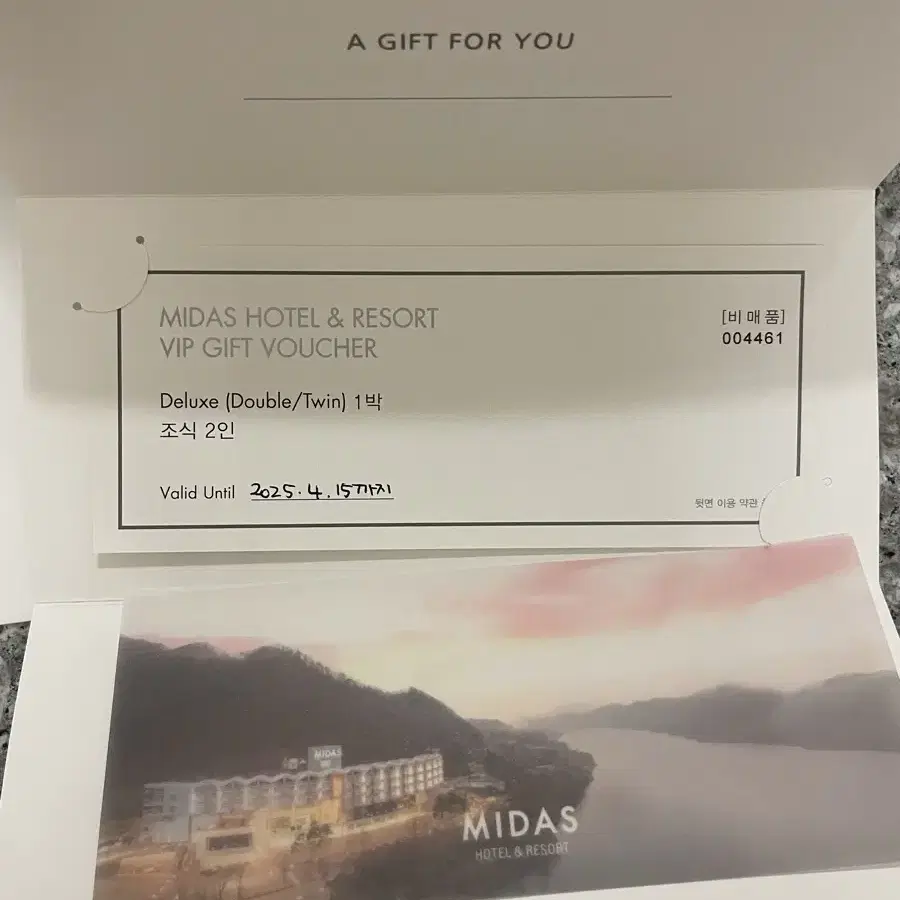 A GIFT FOR YOU
MIDAS HOTEL & RESORT
VIP GIFT VOUCHER
[비매품]
004461
Deluxe (Double/Twin) 1박
조식 2인
Valid Until 2025.4.15까지
뒷면 이용 약관
MIDAS
MIDAS
HOTEL & RESORT